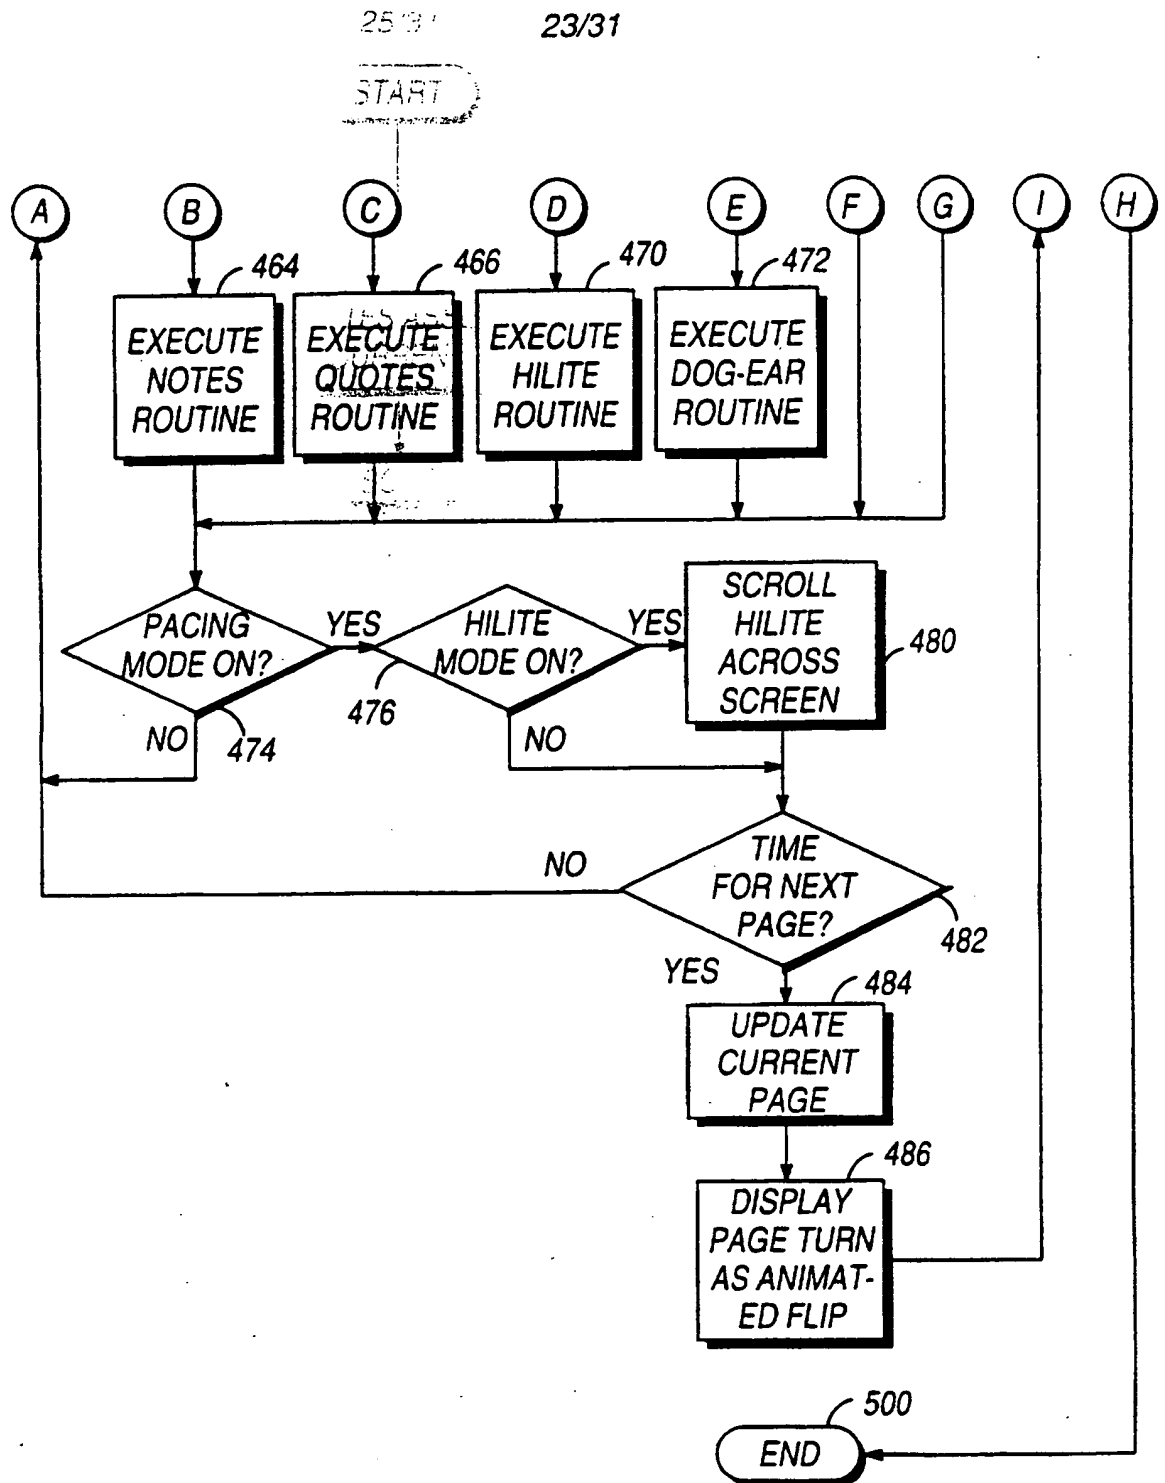 23/31
START
A
B
C
D
E
F
G
I
H
464
466
470
472
EXECUTE
NOTES
ROUTINE
EXECUTE
QUOTES
ROUTINE
EXECUTE
HILITE
ROUTINE
EXECUTE
DOG-EAR
ROUTINE
PACING
MODE ON?
YES
474
NO
HILITE
MODE ON?
YES
476
NO
SCROLL
HILITE
ACROSS
SCREEN
480
TIME
FOR NEXT
PAGE?
NO
482
YES
484
UPDATE
CURRENT
PAGE
486
DISPLAY
PAGE TURN
AS ANIMAT-
ED FLIP
500
END